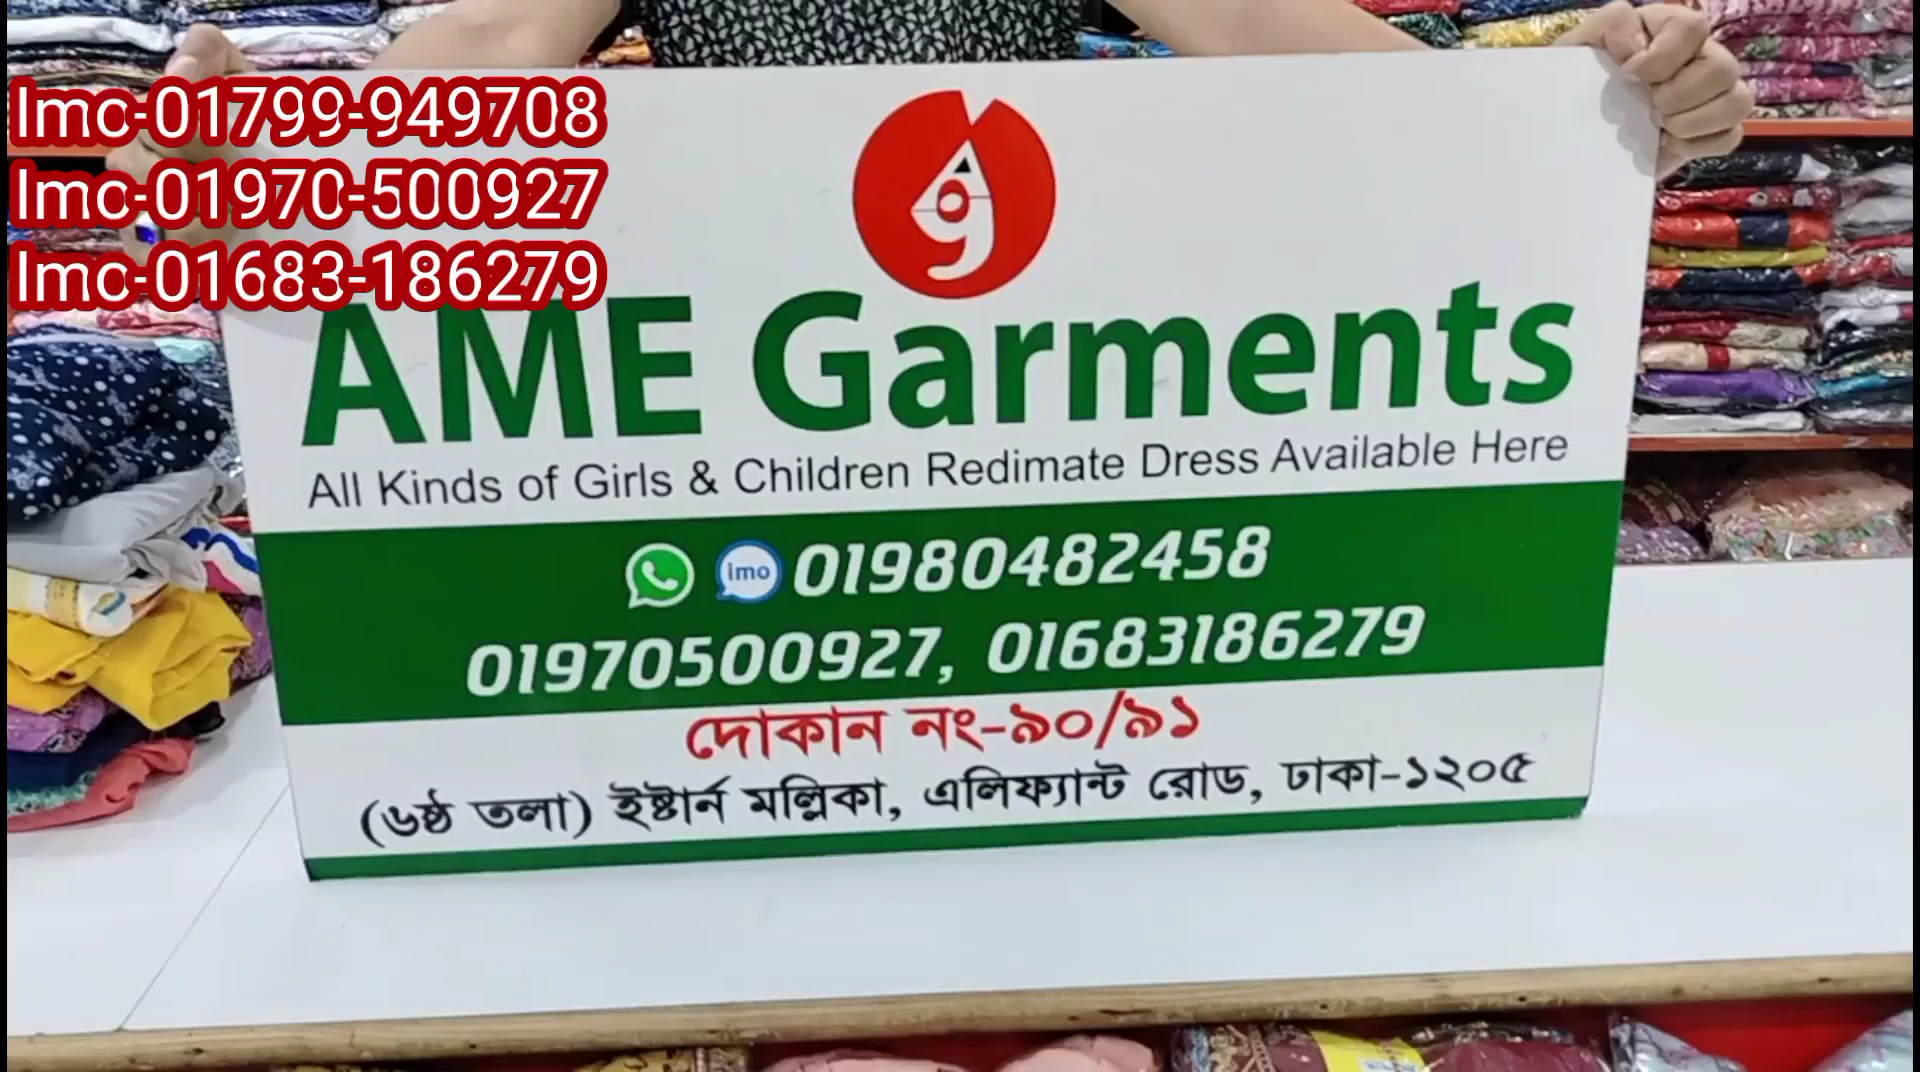 Imo-01799-949708
Imo-01970-500927
Imo-01683-186279
AME Garments
All Kinds of Girls & Children Redimate Dress Available Here
imo 01980482458
01970500927, 01683186279
দোকান নং-৯০/৯১
(৬ষ্ঠ তলা) ইষ্টার্ন মল্লিকা, এলিফ্যান্ট রোড, ঢাকা-১২০৫